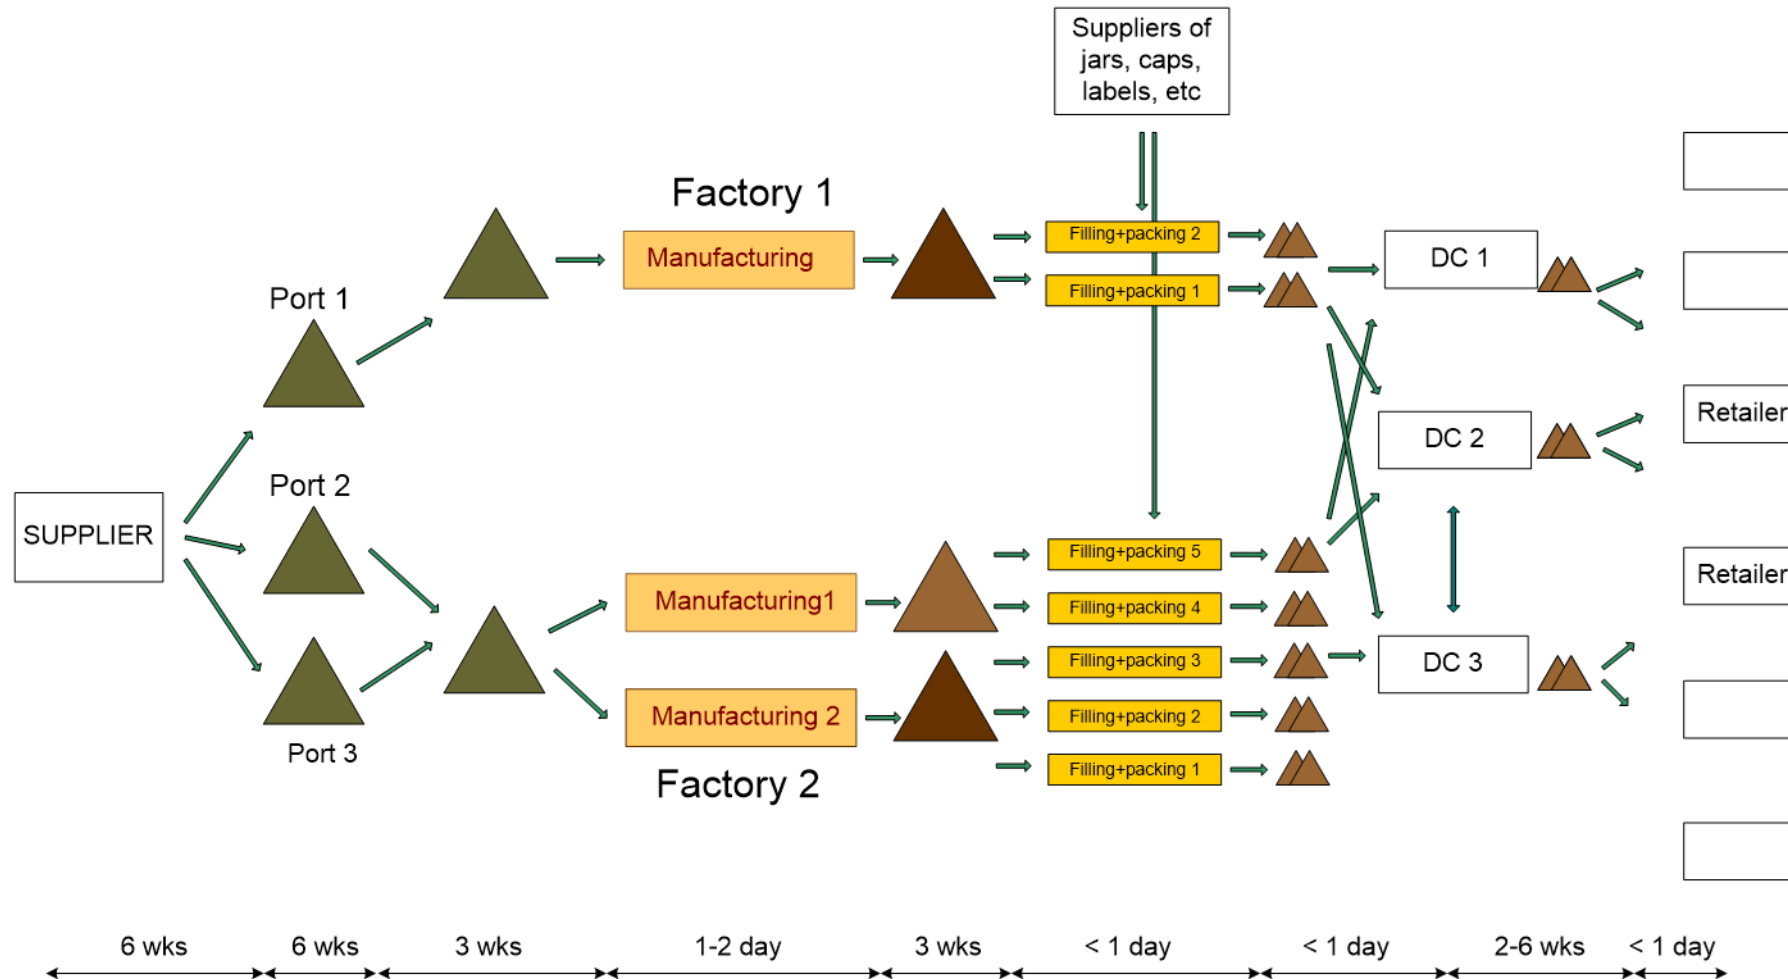 Suppliers of
jars, caps,
labels, etc
Factory 1
Filling+packing 2
Manufacturing
DC 1
Filling+packing 1
Port 1
Retailer
DC 2
Port 2
SUPPLIER
Filling+packing 5
Retailer
Manufacturing1
Filling+packing 4
Filling+packing 3
DC 3
Manufacturing 2
Filling+packing 2
Port 3
Filling+packing 1
Factory 2
6 wks 6 wks 3 wks 1-2 day 3 wks < 1 day < 1 day 2-6 wks < 1 day